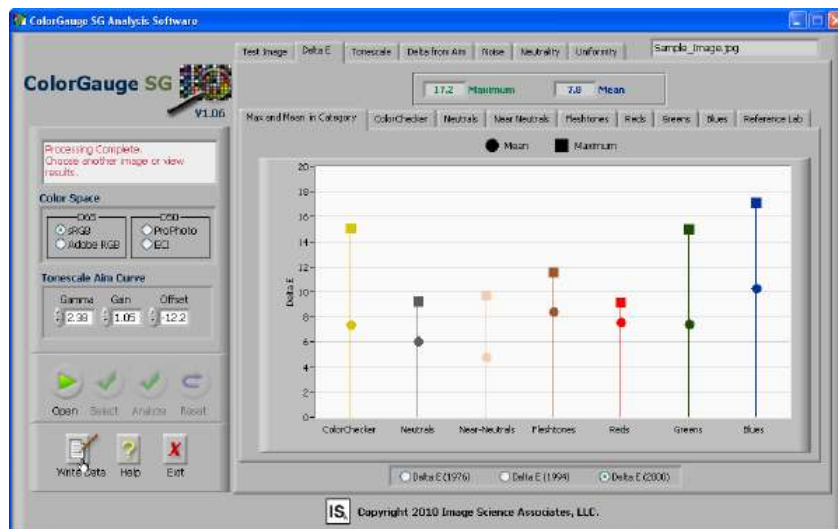 ColorGauge SG Analysis Software
Test Image Delta E Tonescale Delta from Aim Noise Neutrality Uniformity Sample_Image.jpg
ColorGauge SG
V1.06
17.2 Maximum 7.8 Mean
Max and Mean in Category ColorChecker Neutrals Near Neutrals Fleshtones Reds Greens Blues Reference Lab
Mean Maximum
Processing Complete.
Choose another image or view
results.
Color Space
D65 D50
sRGB ProPhoto
Adobe RGB ECI
Tonescale Aim Curve
Gamma Gain Offset
2.38 1.05 -12.2
Open Select Analyze Reset
Write Data Help Exit
Delta E
20
18
16
14
12
10
8
6
4
2
0
ColorChecker Neutrals Near-Neutrals Fleshtones Reds Greens Blues
Delta E (1976) Delta E (1994) Delta E (2000)
IS Copyright 2010 Image Science Associates, LLC.